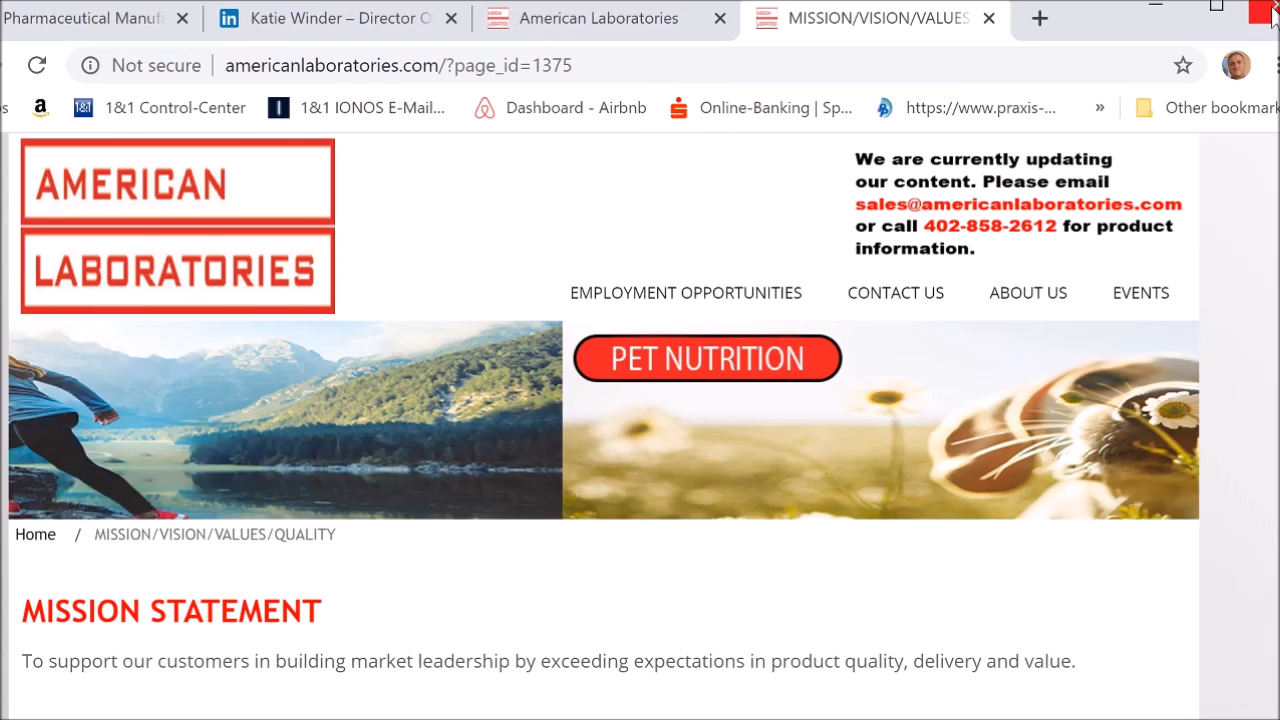 Pharmaceutical Manuf
Katie Winder – Director O
American Laboratories
MISSION/VISION/VALUES
Not secure
americanlaboratories.com/?page_id=1375
1&1 Control-Center
1&1 IONOS E-Mail...
Dashboard - Airbnb
Online-Banking | Sp...
https://www.praxis-...
»
Other bookmark
AMERICAN
LABORATORIES
We are currently updating
our content. Please email
sales@americanlaboratories.com
or call 402-858-2612 for product
information.
EMPLOYMENT OPPORTUNITIES CONTACT US ABOUT US EVENTS
PET NUTRITION
Home / MISSION/VISION/VALUES/QUALITY
MISSION STATEMENT
To support our customers in building market leadership by exceeding expectations in product quality, delivery and value.